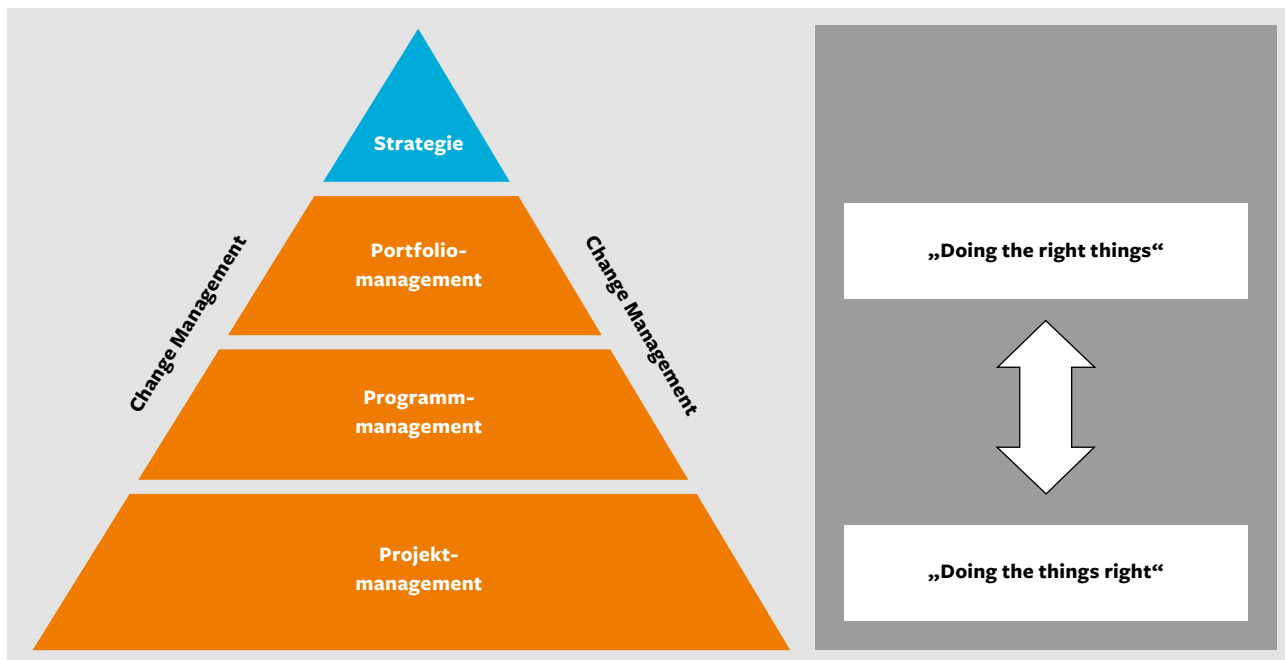 Strategie
Portfolio-
management
Change Management
Change Management
Programm-
management
Projekt-
management
„Doing the right things“
„Doing the things right“